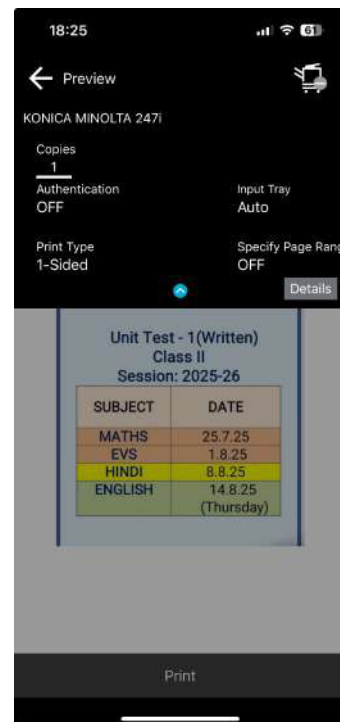 18:25
61
Preview
KONICA MINOLTA 247i
Copies
1
Authentication Input Tray
OFF Auto
Print Type Specify Page Rang
1-Sided OFF
Details
Unit Test - 1(Written)
Class II
Session: 2025-26
SUBJECT DATE
MATHS 25.7.25
EVS 1.8.25
HINDI 8.8.25
ENGLISH 14.8.25
(Thursday)
Print